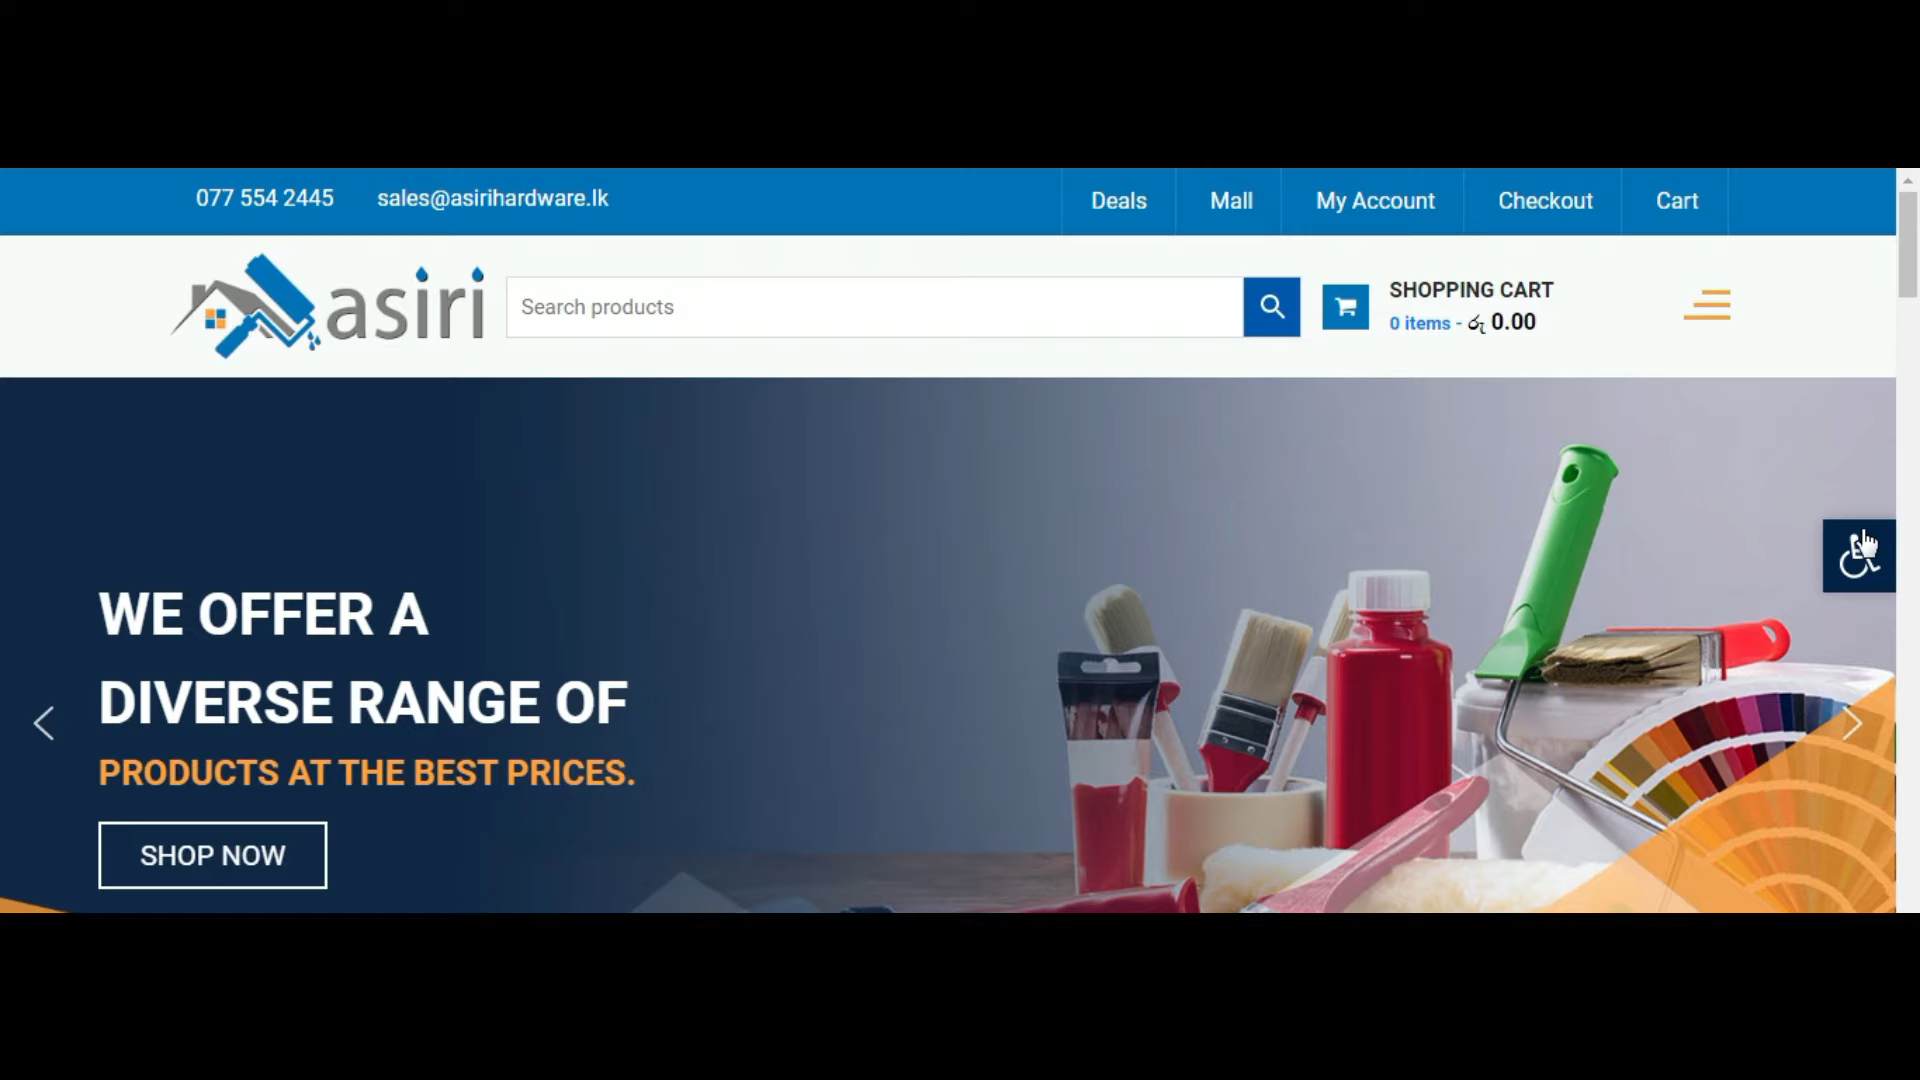 077 554 2445 sales@asirihardware.lk Deals Mall My Account Checkout Cart
asiri
Search products
SHOPPING CART
0 items - රු 0.00
WE OFFER A
DIVERSE RANGE OF
PRODUCTS AT THE BEST PRICES.
SHOP NOW